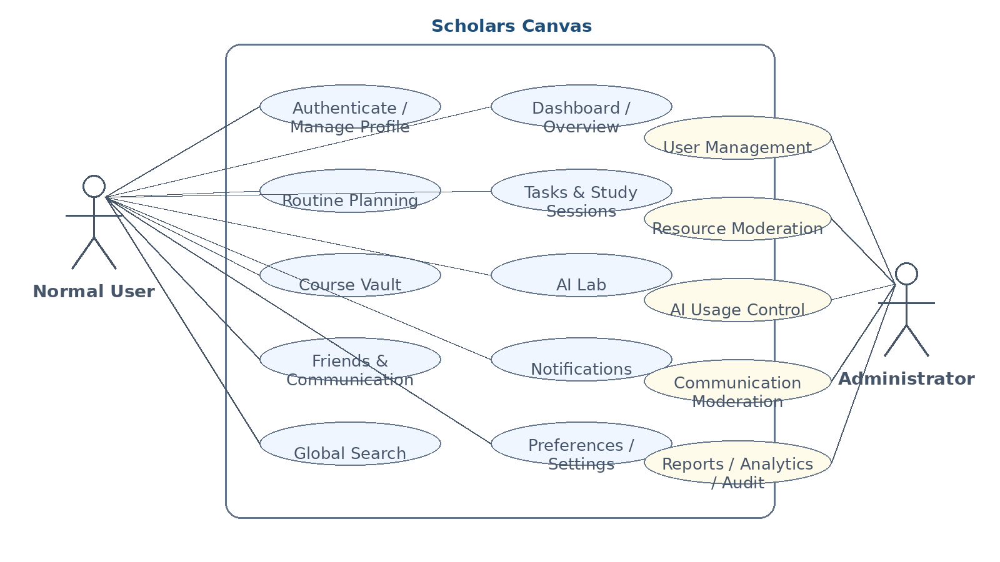 Scholars Canvas
Authenticate /
Manage Profile
Dashboard /
Overview
User Management
Routine Planning
Tasks & Study
Sessions
Resource Moderation
Normal User
Course Vault
AI Lab
AI Usage Control
Friends &
Communication
Notifications
Communication
Moderation
Administrator
Global Search
Preferences /
Settings
Reports / Analytics
/ Audit